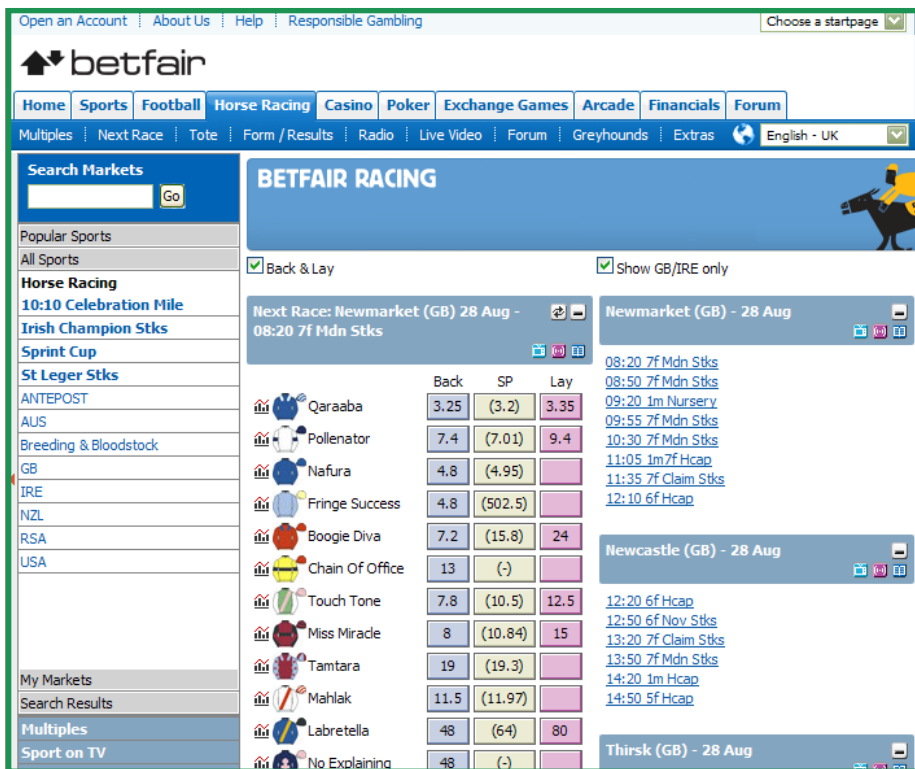 Open an Account About Us Help Responsible Gambling
Choose a startpage
betfair
Home Sports Football Horse Racing Casino Poker Exchange Games Arcade Financials Forum
Multiples Next Race Tote Form / Results Radio Live Video Forum Greyhounds Extras English - UK
Search Markets
Go
Popular Sports
All Sports
Horse Racing
10:10 Celebration Mile
Irish Champion Stks
Sprint Cup
St Leger Stks
ANTEPOST
AUS
Breeding & Bloodstock
GB
IRE
NZL
RSA
USA
My Markets
Search Results
Multiples
Sport on TV
BETFAIR RACING
Back & Lay
Show GB/IRE only
Next Race: Newmarket (GB) 28 Aug -
08:20 7f Mdn Stks
Back SP Lay
Qaraaba 3.25 (3.2) 3.35
Pollenator 7.4 (7.01) 9.4
Nafura 4.8 (4.95)
Fringe Success 4.8 (502.5)
Boogie Diva 7.2 (15.8) 24
Chain Of Office 13 (-)
Touch Tone 7.8 (10.5) 12.5
Miss Miracle 8 (10.84) 15
Tamtara 19 (19.3)
Mahlak 11.5 (11.97)
Labretella 48 (64) 80
No Explaining 48 (-)
Newmarket (GB) - 28 Aug
08:20 7f Mdn Stks
08:50 7f Mdn Stks
09:20 1m Nursery
09:55 7f Mdn Stks
10:30 7f Mdn Stks
11:05 1m7f Hcap
11:35 7f Claim Stks
12:10 6f Hcap
Newcastle (GB) - 28 Aug
12:20 6f Hcap
12:50 6f Nov Stks
13:20 7f Claim Stks
13:50 7f Mdn Stks
14:20 1m Hcap
14:50 5f Hcap
Thirsk (GB) - 28 Aug